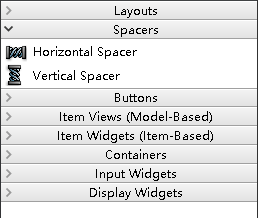 Layouts
Spacers
Horizontal Spacer
Vertical Spacer
Buttons
Item Views (Model-Based)
Item Widgets (Item-Based)
Containers
Input Widgets
Display Widgets